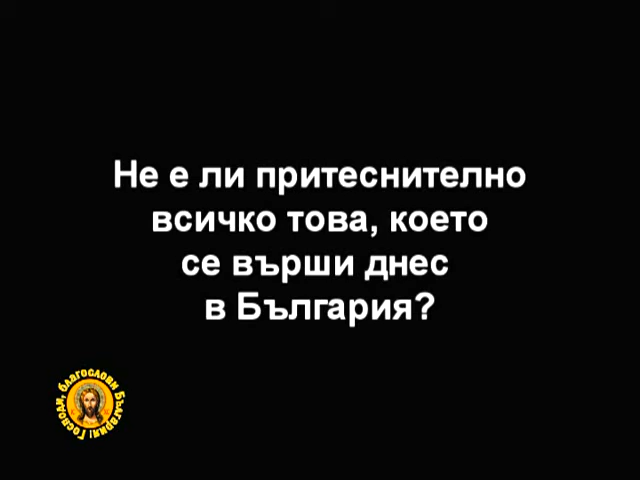 Не е ли притеснително
всичко това, което
се върши днес
в България?
Господи, благослови България!